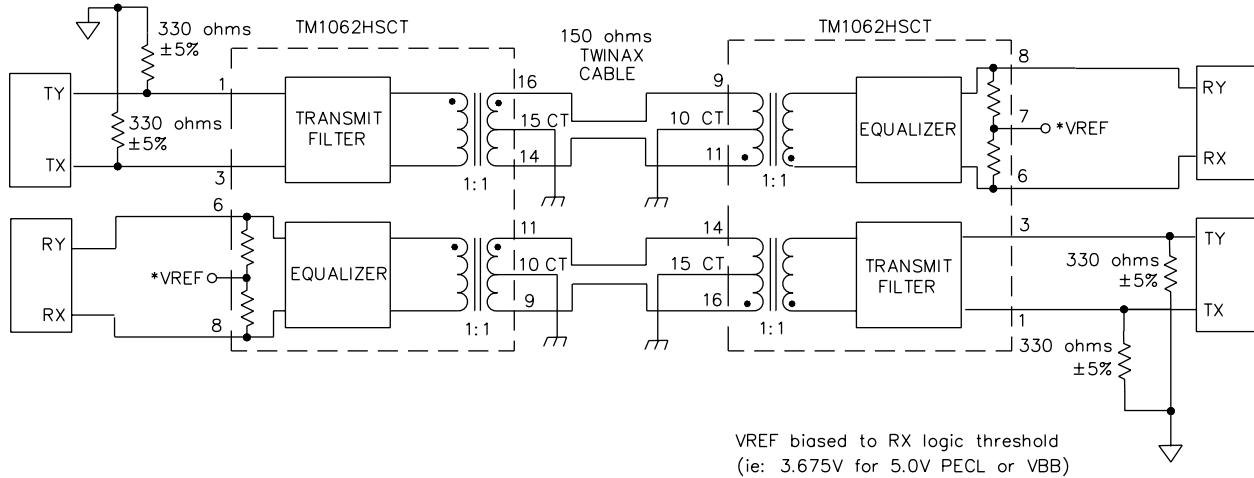 330 ohms
±5%
TM1062HSCT
TM1062HSCT
150 ohms
TWINAX
CABLE
TY
330 ohms
±5%
TX
1
3
TRANSMIT
FILTER
16
15 CT
14
1:1
9
10 CT
11
1:1
EQUALIZER
8
7
*VREF
6
RY
RX
RY
RX
6
*VREF
8
EQUALIZER
11
10 CT
9
1:1
14
15 CT
16
1:1
TRANSMIT
FILTER
3
1
330 ohms
±5%
330 ohms
±5%
TY
TX
VREF biased to RX logic threshold
(ie: 3.675V for 5.0V PECL or VBB)